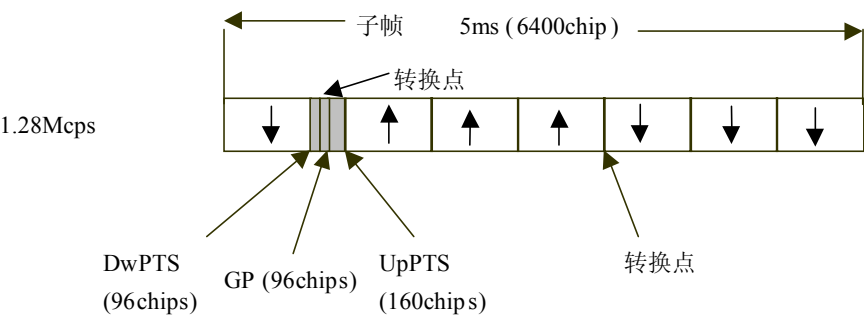 子帧 5ms (6400chip)
转换点
1.28Mcps
DwPTS
(96chips)
GP (96chips)
UpPTS
(160chips)
转换点